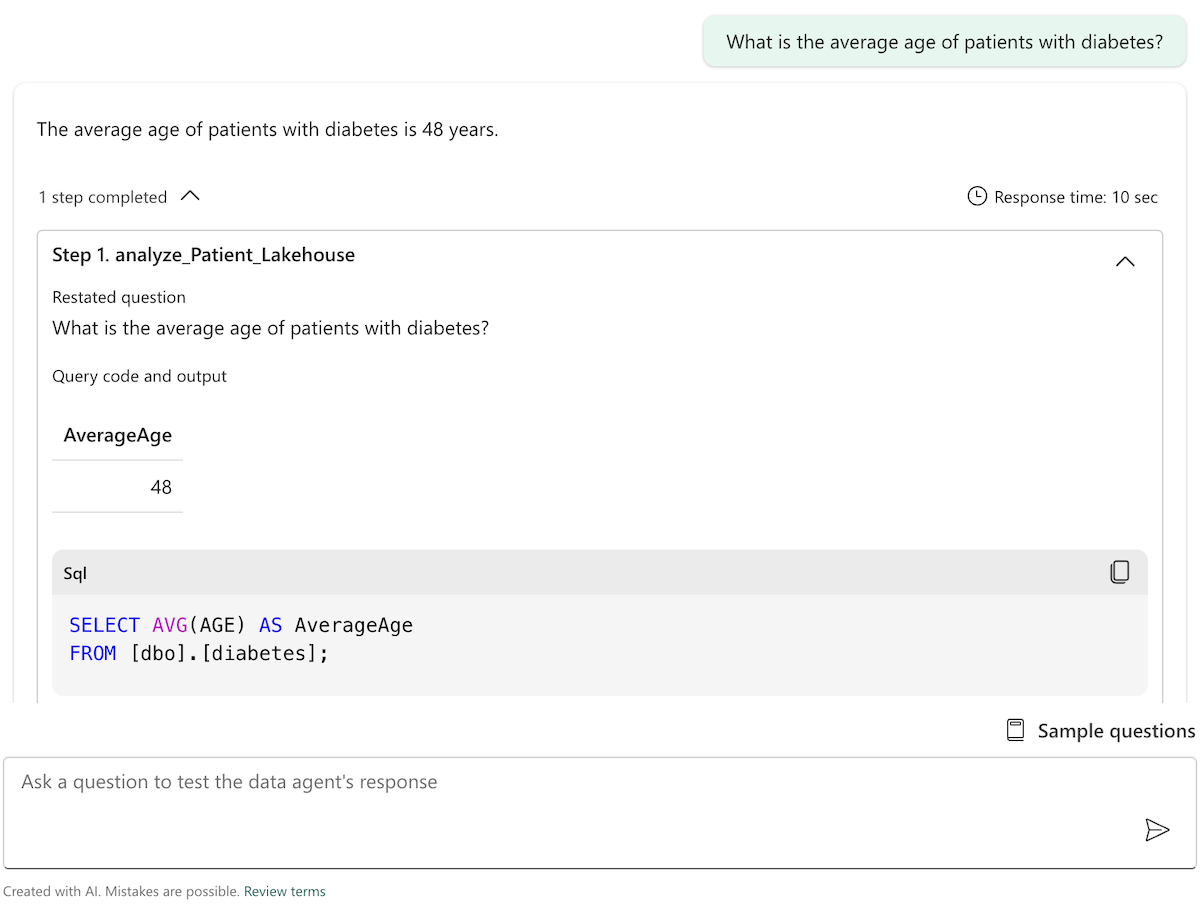 What is the average age of patients with diabetes?
The average age of patients with diabetes is 48 years.
1 step completed
Response time: 10 sec
Step 1. analyze_Patient_Lakehouse
Restated question
What is the average age of patients with diabetes?
Query code and output
AverageAge
48
Sql
SELECT AVG(AGE) AS AverageAge
FROM [dbo].[diabetes];
Sample questions
Ask a question to test the data agent's response
Created with AI. Mistakes are possible. Review terms